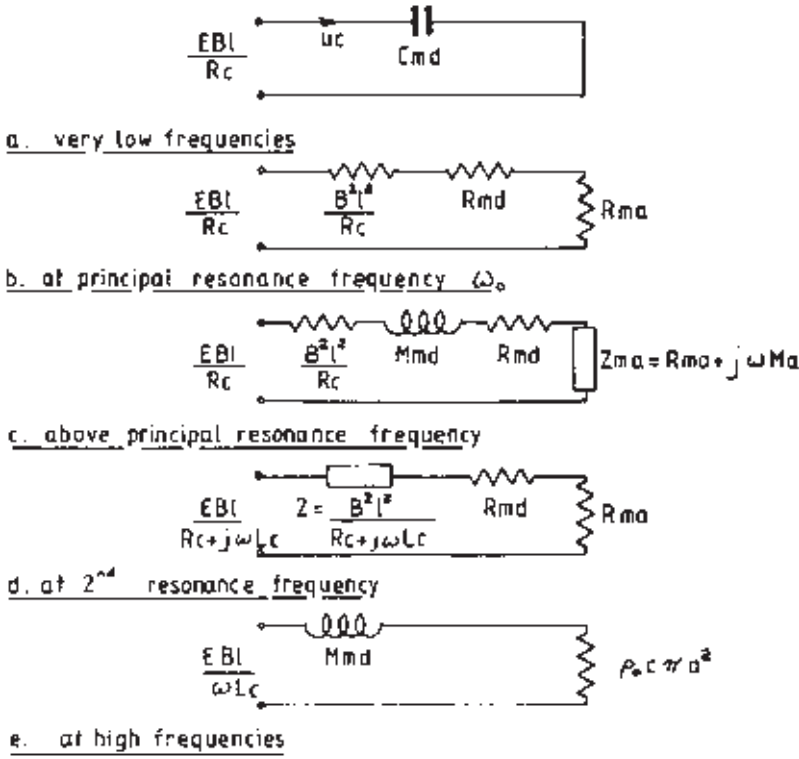 EBl
Rc
uc
Cmd
a. very low frequencies
EBl
Rc
B²l²
Rc
Rmd
Rma
b. at principal resonance frequency ω₀
EBl
Rc
B²l²
Rc
Mmd
Rmd
Zma = Rma + jωMa
c. above principal resonance frequency
EBl
Rc+jωLc
Z = B²l²
Rc+jωLc
Rmd
Rma
d. at 2ⁿᵈ resonance frequency
EBl
ωLc
Mmd
ρ₀cπa²
e. at high frequencies